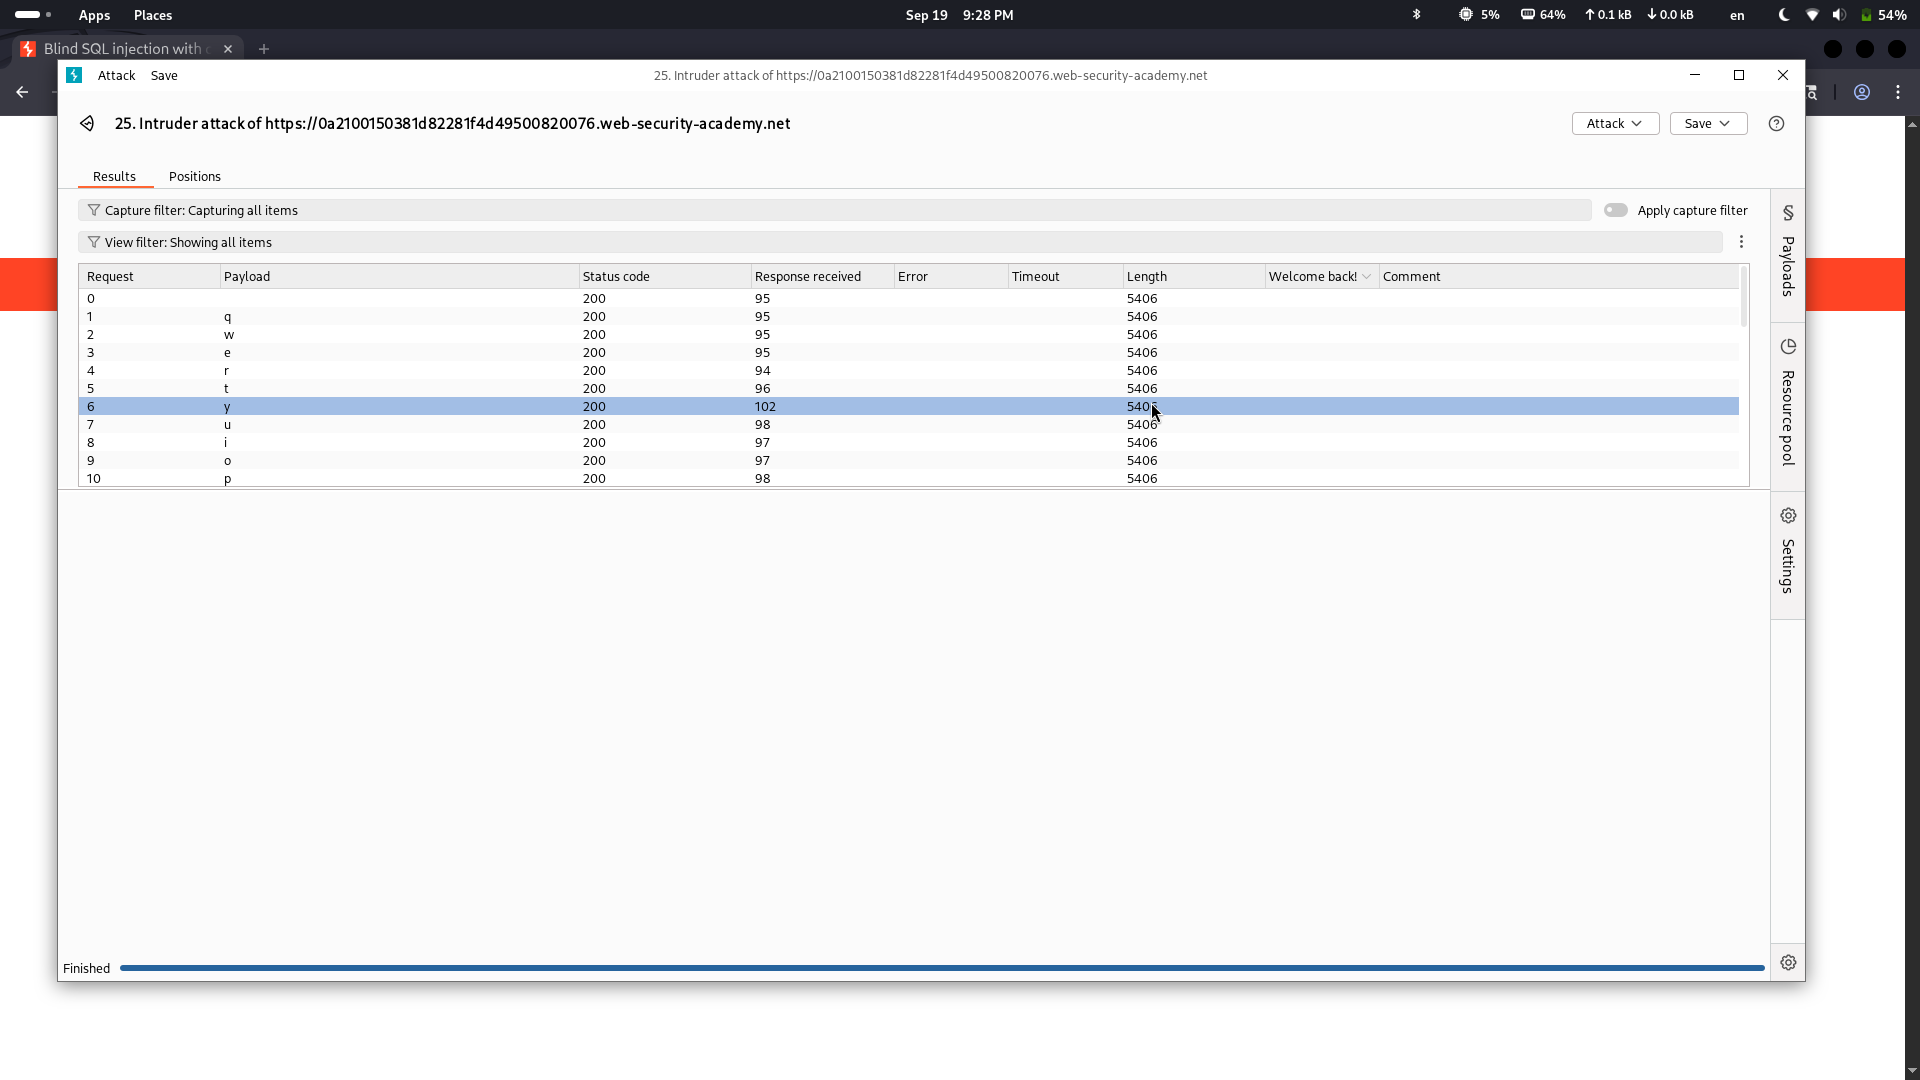 Apps Places Sep 19 9:28 PM 5% 64% 0.1 kB 0.0 kB en 54%
Blind SQL injection with
Attack Save 25. Intruder attack of https://0a2100150381d82281f4d49500820076.web-security-academy.net
25. Intruder attack of https://0a2100150381d82281f4d49500820076.web-security-academy.net Attack Save
Results Positions
Capture filter: Capturing all items Apply capture filter
View filter: Showing all items
Request Payload Status code Response received Error Timeout Length Welcome back! Comment
0 200 95 5406
1 q 200 95 5406
2 w 200 95 5406
3 e 200 95 5406
4 r 200 94 5406
5 t 200 96 5406
6 y 200 102 5406
7 u 200 98 5406
8 i 200 97 5406
9 o 200 97 5406
10 p 200 98 5406
Payloads
Resource pool
Settings
Finished